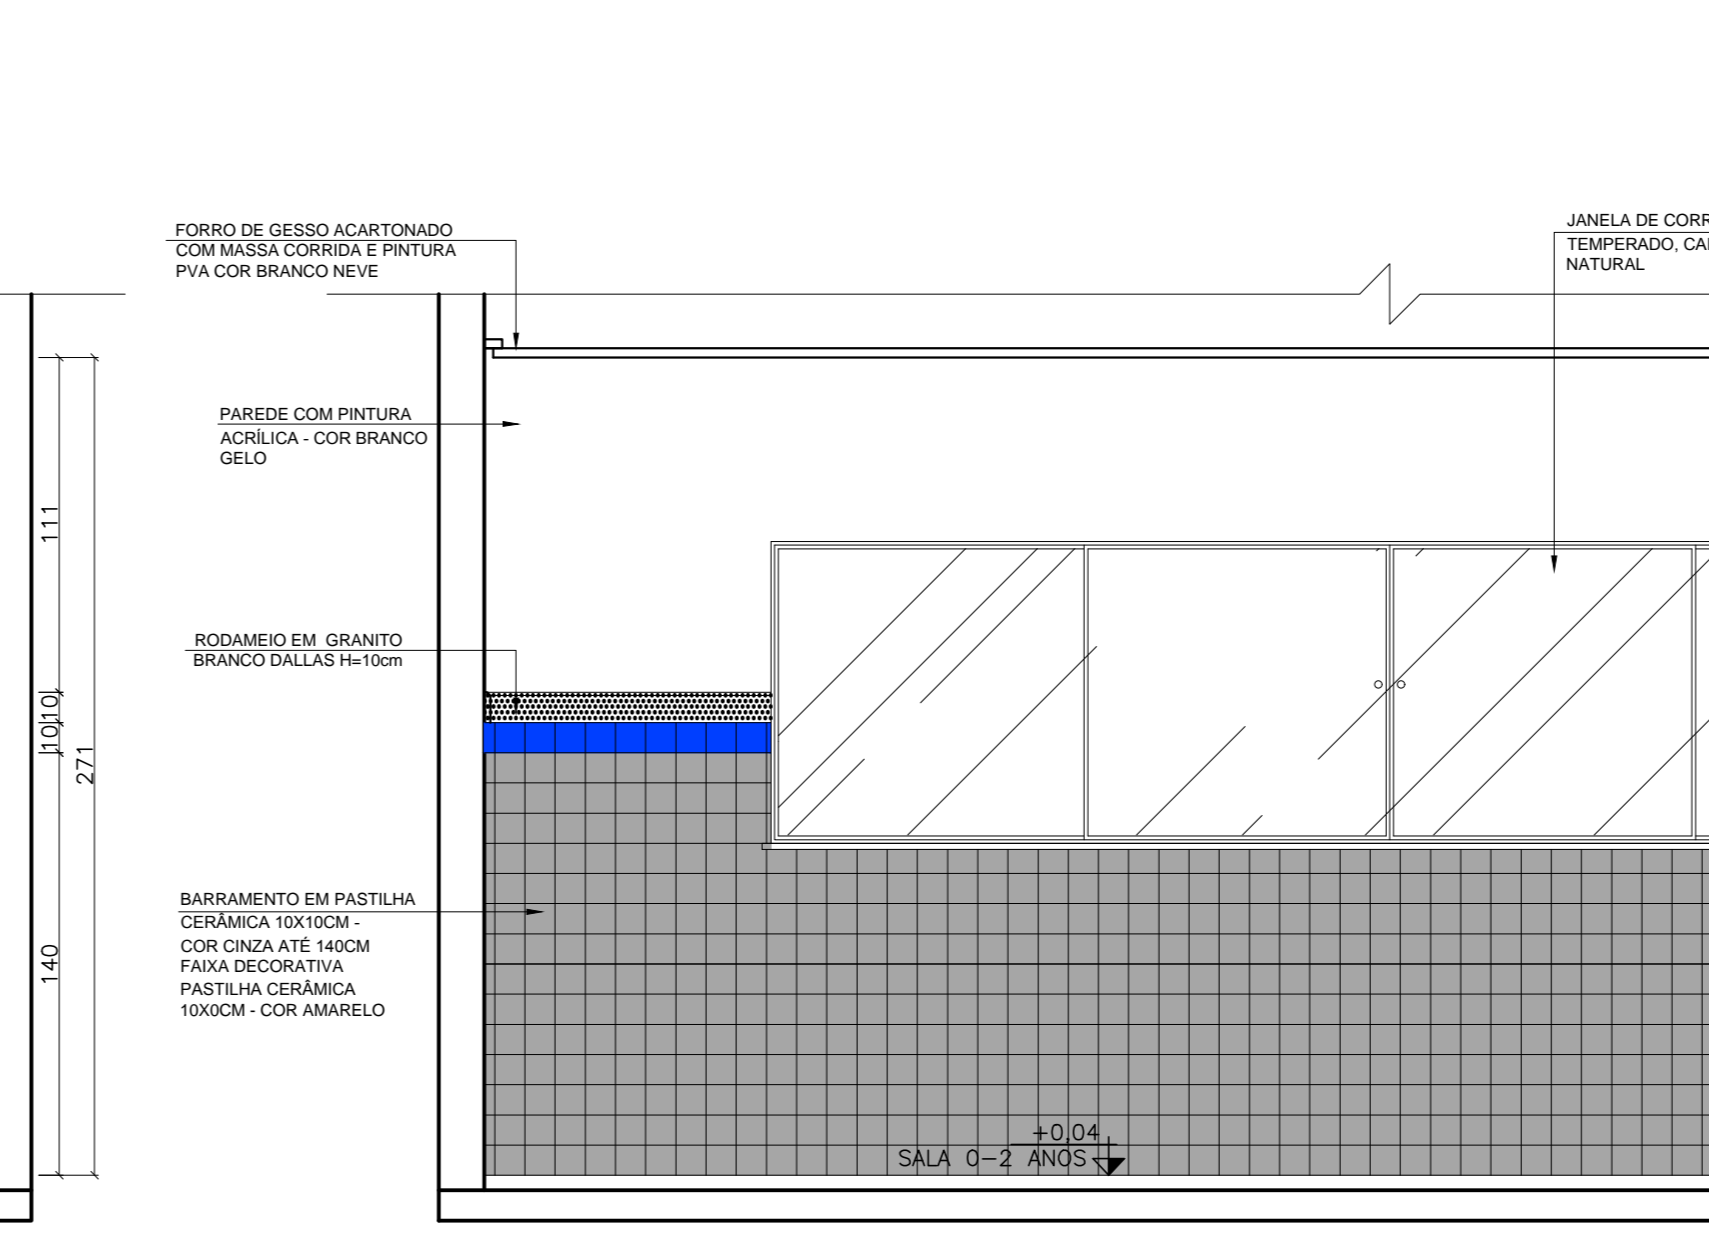 FORRO DE GESSO ACARTONADO
COM MASSA CORRIDA E PINTURA
PVA COR BRANCO NEVE
JANELA DE CORR
TEMPERADO, CA
NATURAL
PAREDE COM PINTURA
ACRÍLICA - COR BRANCO
GELO
111
RODAMEIO EM GRANITO
BRANCO DALLAS H=10cm
10
10
271
BARRAMENTO EM PASTILHA
CERÂMICA 10X10CM -
COR CINZA ATÉ 140CM
FAIXA DECORATIVA
PASTILHA CERÂMICA
10X0CM - COR AMARELO
140
+0,04
SALA 0-2 ANOS